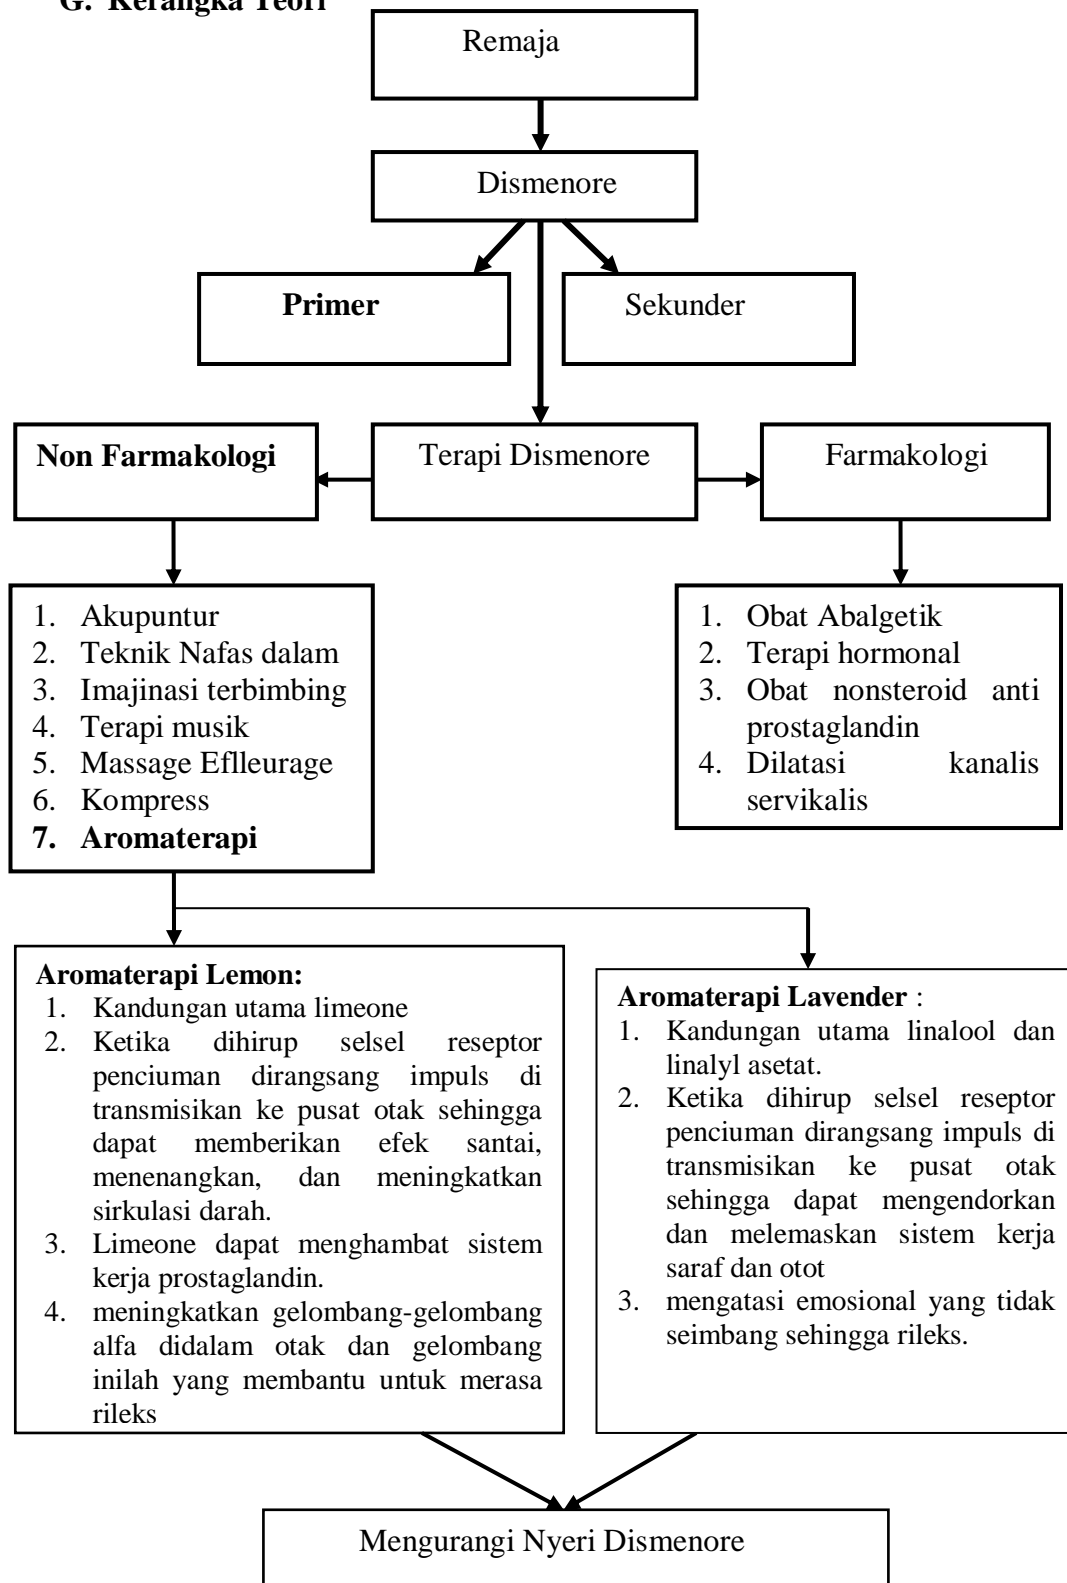 G. Kerangka Teori
Remaja
Dismenore
Primer
Sekunder
Non Farmakologi
Terapi Dismenore
Farmakologi
1. Akupuntur
2. Teknik Nafas dalam
3. Imajinasi terbimbing
4. Terapi musik
5. Massage Eflleurage
6. Kompress
7. Aromaterapi
1. Obat Abalgetik
2. Terapi hormonal
3. Obat nonsteroid anti
prostaglandin
4. Dilatasi kanalis
servikalis
Aromaterapi Lemon:
1. Kandungan utama limeone
2. Ketika dihirup selsel reseptor
penciuman dirangsang impuls di
transmisikan ke pusat otak sehingga
dapat memberikan efek santai,
menenangkan, dan meningkatkan
sirkulasi darah.
3. Limeone dapat menghambat sistem
kerja prostaglandin.
4. meningkatkan gelombang-gelombang
alfa didalam otak dan gelombang
inilah yang membantu untuk merasa
rileks
Aromaterapi Lavender :
1. Kandungan utama linalool dan
linalyl asetat.
2. Ketika dihirup selsel reseptor
penciuman dirangsang impuls di
transmisikan ke pusat otak
sehingga dapat mengendorkan
dan melemaskan sistem kerja
saraf dan otot
3. mengatasi emosional yang tidak
seimbang sehingga rileks.
Mengurangi Nyeri Dismenore